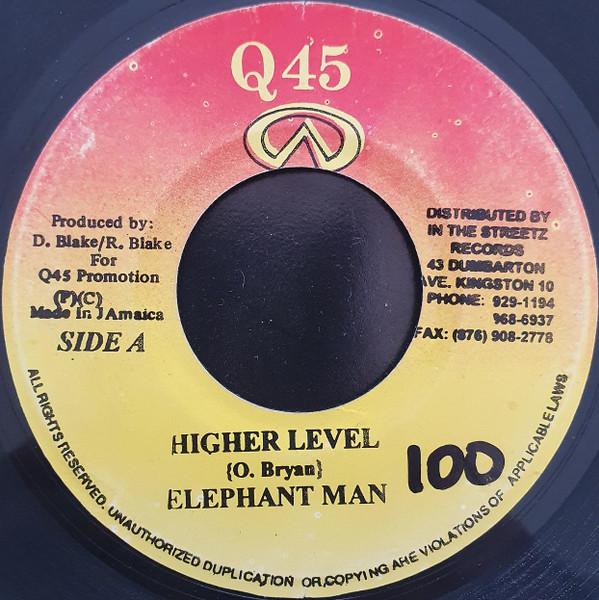 Q45
Produced by:
D. Blake/R. Blake
For
Q45 Promotion
(P)(C)
Made In JAmaica
SIDE A
DISTRIBUTED BY
IN THE STREETZ
RECORDS
43 DUMBARTON
AVE. KINGSTON 10
PHONE: 929-1194
968-6937
FAX: (876) 908-2778
HIGHER LEVEL
{O. Bryan}
ELEPHANT MAN
100
ALL RIGHTS RESERVED. UNAUTHORIZED DUPLICATION OR COPYING ARE VIOLATIONS OF APPLICABLE LAWS